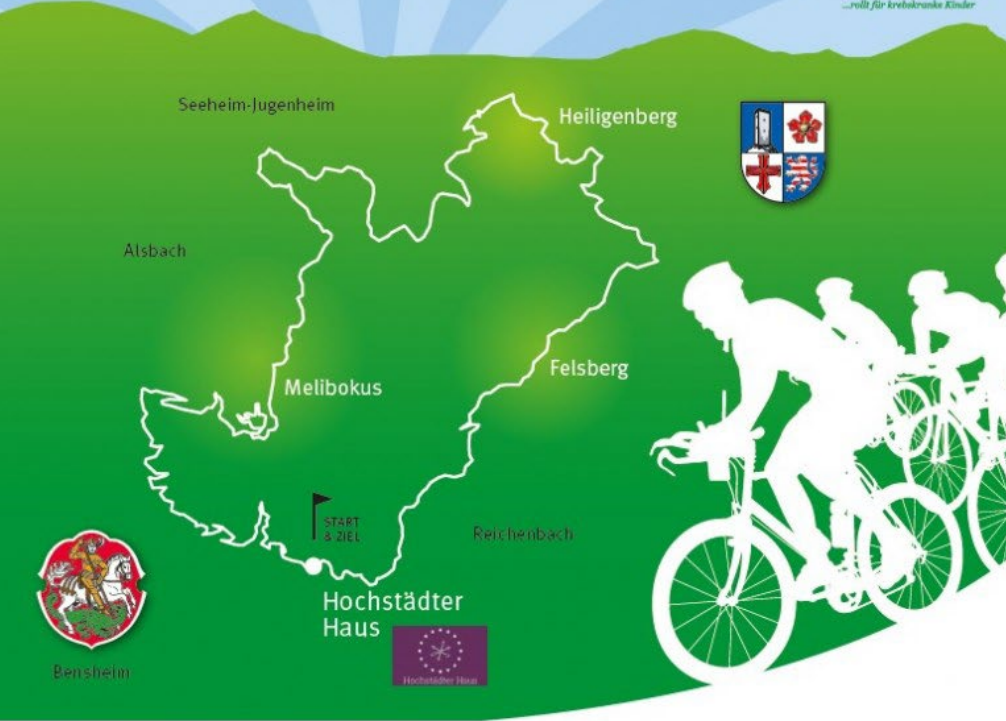 ...rollt für krebskranke Kinder
Seeheim-Jugenheim
Heiligenberg
Alsbach
Melibokus
Felsberg
START
& ZIEL
Reichenbach
Hochstädter
Haus
Hochstädter Haus
Bensheim